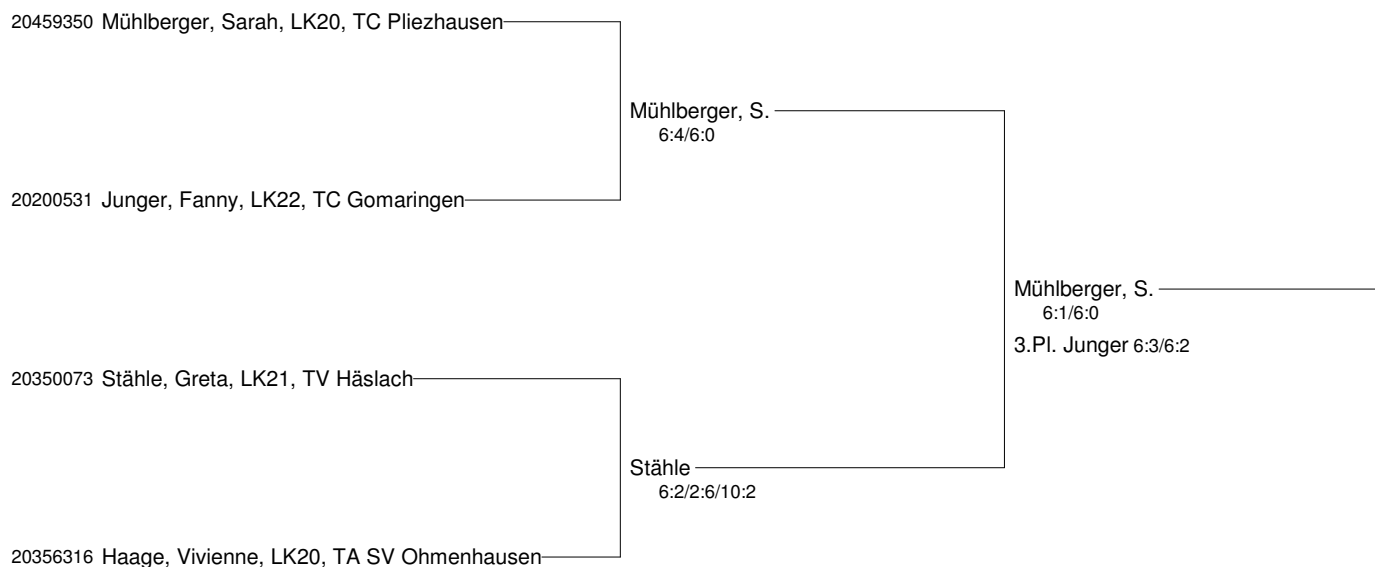 20459350 Mühlberger, Sarah, LK20, TC Pliezhausen
Mühlberger, S.
6:4/6:0
20200531 Junger, Fanny, LK22, TC Gomaringen
Mühlberger, S.
6:1/6:0
3.Pl. Junger 6:3/6:2
20350073 Stähle, Greta, LK21, TV Häslach
Stähle
6:2/2:6/10:2
20356316 Haage, Vivienne, LK20, TA SV Ohmenhausen